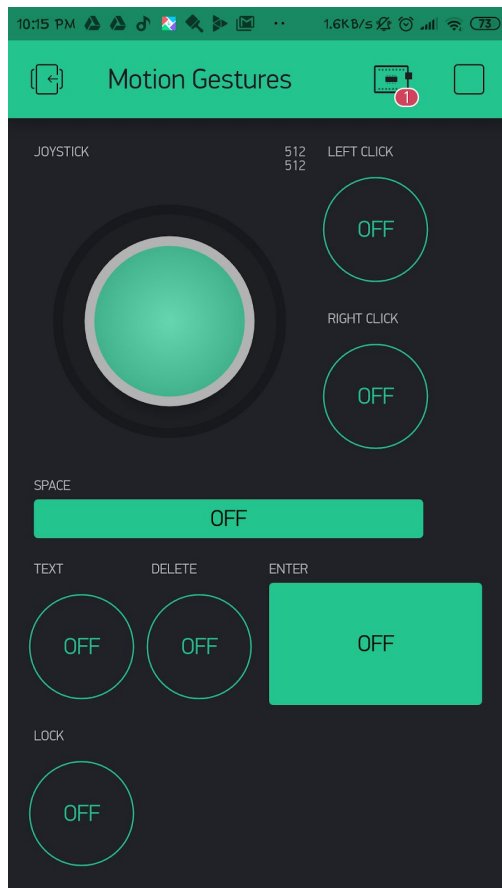 10:15 PM
1.6KB/s
73
Motion Gestures
1
JOYSTICK
512
512
LEFT CLICK
OFF
RIGHT CLICK
OFF
SPACE
OFF
TEXT
DELETE
ENTER
OFF
OFF
OFF
LOCK
OFF